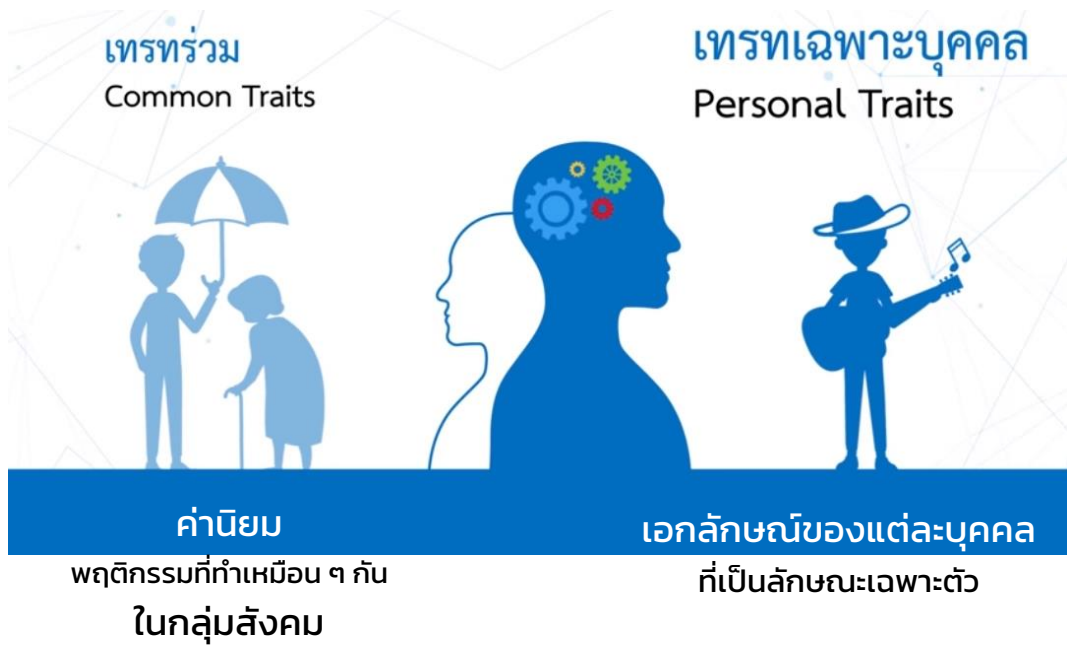 เทรทร่วม
Common Traits
เทรทเฉพาะบุคคล
Personal Traits
ค่านิยม
พฤติกรรมที่ทำเหมือน ๆ กัน
ในกลุ่มสังคม
เอกลักษณ์ของแต่ละบุคคล
ที่เป็นลักษณะเฉพาะตัว